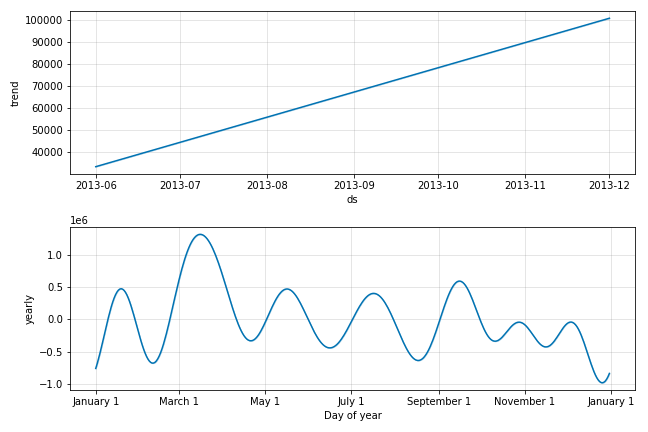 100000
90000
80000
70000
60000
50000
40000
trend
2013-06 2013-07 2013-08 2013-09 2013-10 2013-11 2013-12
ds
1e6
1.0
0.5
0.0
−0.5
−1.0
yearly
January 1 March 1 May 1 July 1 September 1 November 1 January 1
Day of year